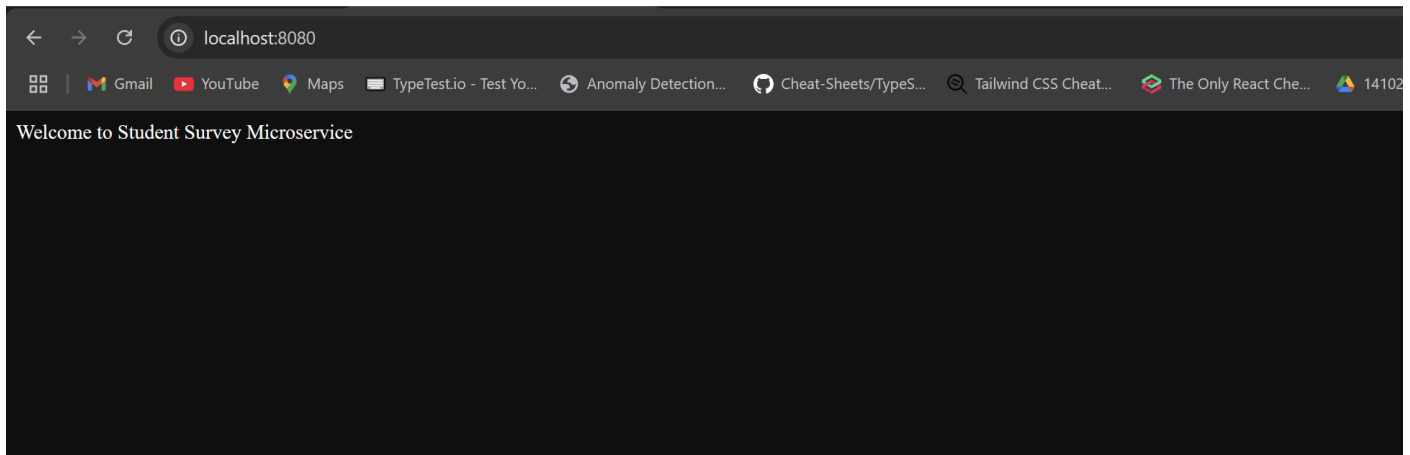 localhost:8080
Gmail YouTube Maps TypeTest.io - Test Yo... Anomaly Detection... Cheat-Sheets/TypeS... Tailwind CSS Cheat... The Only React Che... 14102
Welcome to Student Survey Microservice